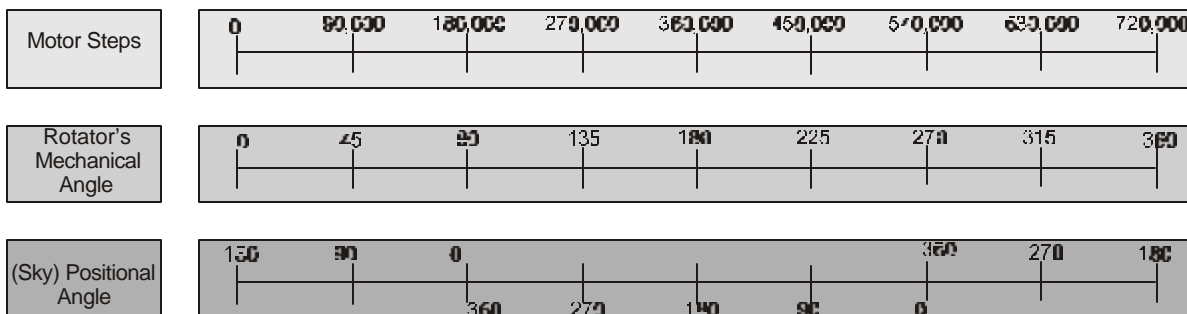 Motor Steps
0 90,000 180,000 270,000 360,000 450,000 540,000 630,000 720,000
Rotator's
Mechanical
Angle
0 45 90 135 180 225 270 315 360
(Sky) Positional
Angle
90 0 360 270 180
360 270 180 90 0